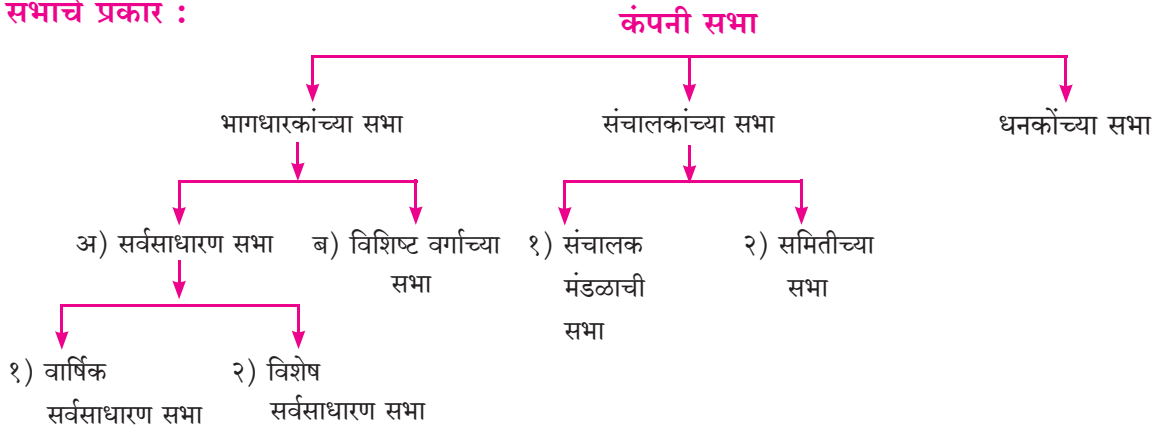 सभाचे प्रकार :
कंपनी सभा
भागधारकांच्या सभा
संचालकांच्या सभा
धनकोंच्या सभा
अ) सर्वसाधारण सभा
ब) विशिष्ट वर्गाच्या
सभा
१) संचालक
मंडळाची
सभा
२) समितीच्या
सभा
१) वार्षिक
सर्वसाधारण सभा
२) विशेष
सर्वसाधारण सभा